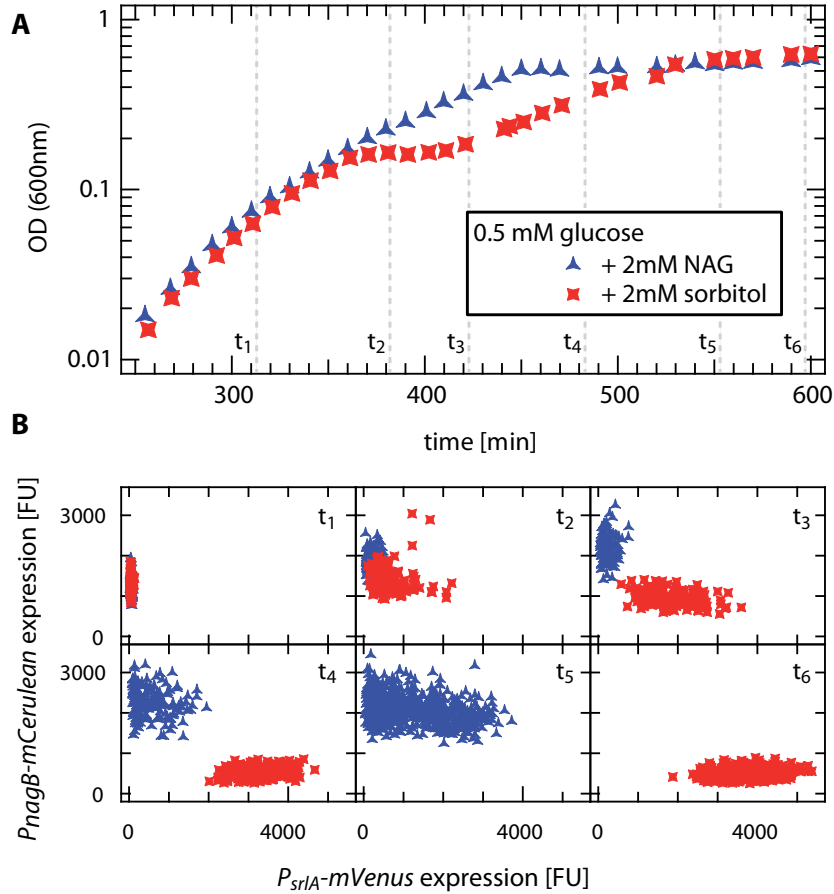 A
1
0.1
0.01
OD (600nm)
0.5 mM glucose
+ 2mM NAG
+ 2mM sorbitol
t1 t2 t3 t4 t5 t6
300 400 500 600
time [min]
B
PnagB-mCerulean expression [FU]
3000
0
t1 t2 t3
3000
0
t4 t5 t6
0 4000 0 4000 0 4000
PsrlA-mVenus expression [FU]